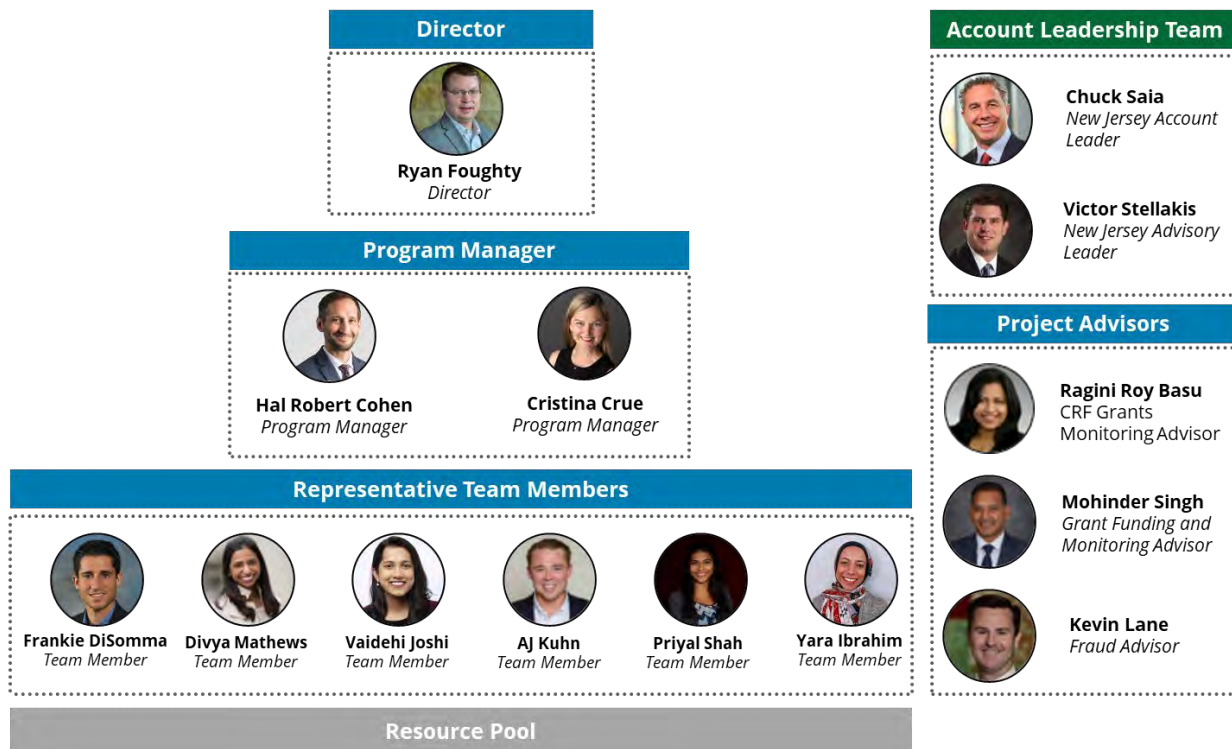 Director
Ryan Foughty
Director
Program Manager
Hal Robert Cohen
Program Manager
Cristina Crue
Program Manager
Representative Team Members
Frankie DiSomma
Team Member
Divya Mathews
Team Member
Vaidehi Joshi
Team Member
AJ Kuhn
Team Member
Priyal Shah
Team Member
Yara Ibrahim
Team Member
Resource Pool
Account Leadership Team
Chuck Saia
New Jersey Account
Leader
Victor Stellakis
New Jersey Advisory
Leader
Project Advisors
Ragini Roy Basu
CRF Grants
Monitoring Advisor
Mohinder Singh
Grant Funding and
Monitoring Advisor
Kevin Lane
Fraud Advisor